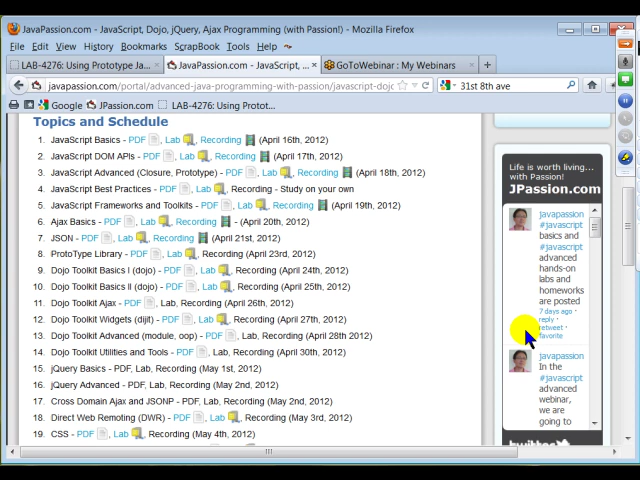 JavaPassion.com - JavaScript, Dojo, jQuery, Ajax Programming (with Passion!) - Mozilla Firefox
File Edit View History Bookmarks ScrapBook Tools Help
LAB-4276: Using Prototype Ja... × JavaPassion.com - JavaScript, ... × GoToWebinar : My Webinars × +
javapassion.com/portal/advanced-java-programming-with-passion/javascript-dojc 31st 8th ave
Google JPassion.com LAB-4276: Using Protot...
Topics and Schedule
1. JavaScript Basics - PDF, Lab, Recording (April 16th, 2012)
2. JavaScript DOM APIs - PDF, Lab, Recording (April 17th, 2012)
3. JavaScript Advanced (Closure, Prototype) - PDF, Lab, Recording (April 18th, 2012)
4. JavaScript Best Practices - PDF, Lab, Recording - Study on your own
5. JavaScript Frameworks and Toolkits - PDF, Lab, Recording (April 19th, 2012)
6. Ajax Basics - PDF, Lab, Recording - (April 20th, 2012)
7. JSON - PDF, Lab, Recording (April 21st, 2012)
8. ProtoType Library - PDF, Lab, Recording (April 23rd, 2012)
9. Dojo Toolkit Basics I (dojo) - PDF, Lab, Recording (April 24th, 2012)
10. Dojo Toolkit Basics II (dojo) - PDF, Lab, Recording (April 25th, 2012)
11. Dojo Toolkit Ajax - PDF, Lab, Recording (April 26th, 2012)
12. Dojo Toolkit Widgets (dijit) - PDF, Lab, Recording (April 27th, 2012)
13. Dojo Toolkit Advanced (module, oop) - PDF, Lab, Recording (April 28th 2012)
14. Dojo Toolkit Utilities and Tools - PDF, Lab, Recording (April 30th, 2012)
15. jQuery Basics - PDF, Lab, Recording (May 1st, 2012)
16. jQuery Advanced - PDF, Lab, Recording (May 2nd, 2012)
17. Cross Domain Ajax and JSONP - PDF, Lab, Recording (May 2nd, 2012)
18. Direct Web Remoting (DWR) - PDF, Lab, Recording (May 3rd, 2012)
19. CSS - PDF, Lab, Recording (May 4th, 2012)
Life is worth living...
with Passion!
JPassion.com
javapassion
#javascript
basics and
#javascript
advanced
hands-on
labs and
homeworks
are posted
7 days ago •
reply •
retweet •
favorite
javapassion
In the
#javascript
advanced
webinar,
we are
going to
twitter